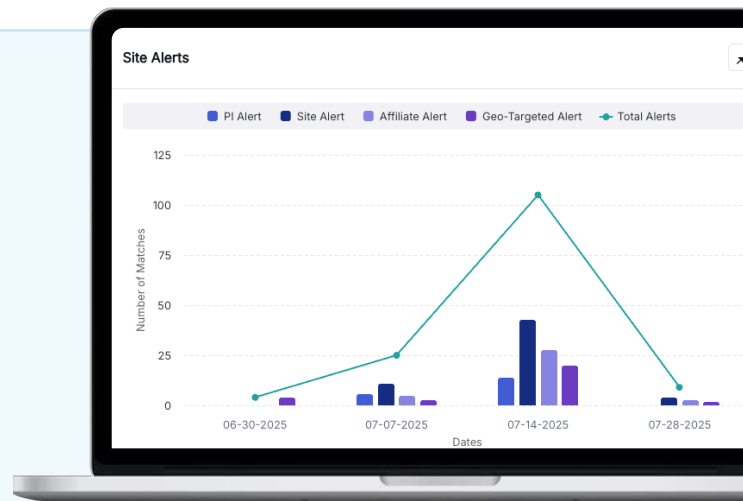 Site Alerts
PI Alert Site Alert Affiliate Alert Geo-Targeted Alert Total Alerts
125
100
75
50
25
0
Number of Matches
06-30-2025 07-07-2025 07-14-2025 07-28-2025
Dates